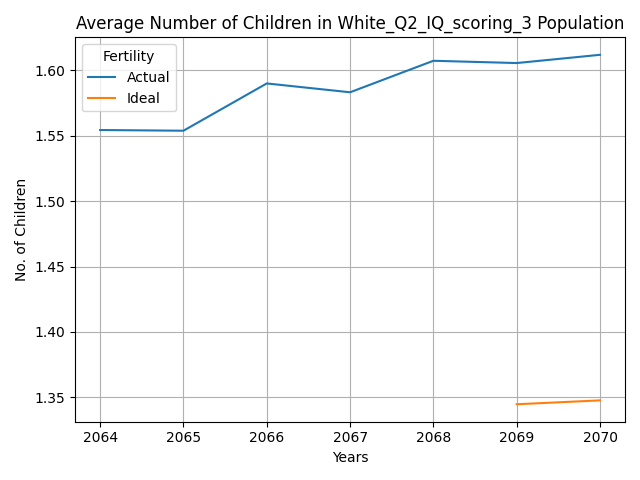 Average Number of Children in White_Q2_IQ_scoring_3 Population
Fertility
Actual
Ideal
No. of Children
1.60
1.55
1.50
1.45
1.40
1.35
2064 2065 2066 2067 2068 2069 2070
Years